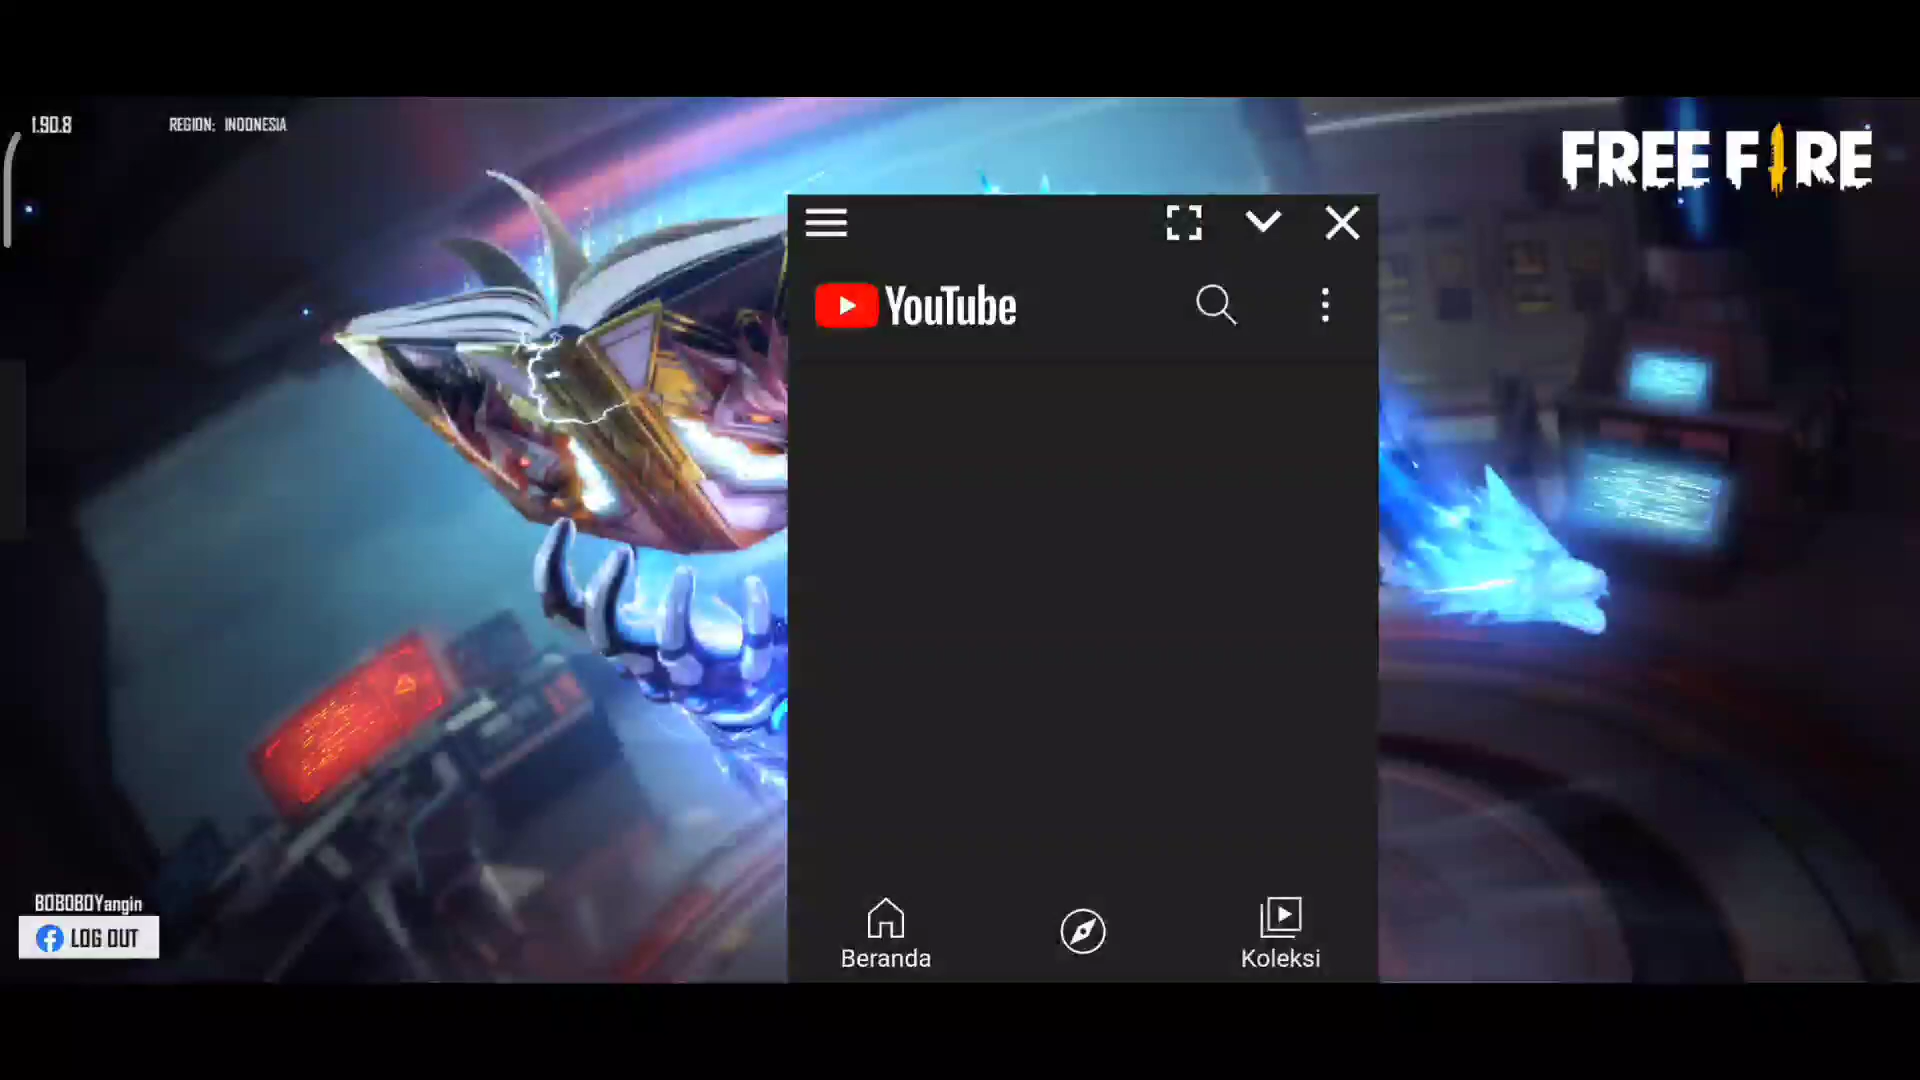 1.90.8
REGION: INDONESIA
FREE FIRE
YouTube
BOBOBOYangin
LOG OUT
Beranda
Koleksi